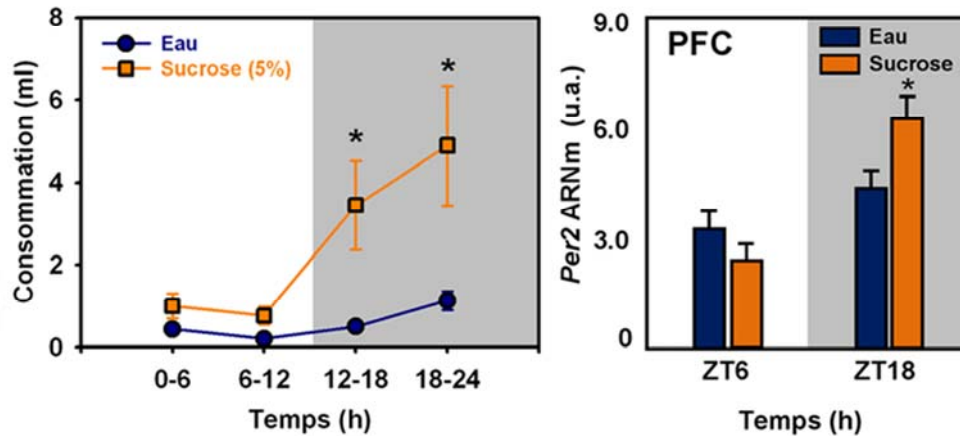 8
6
4
2
0
Consommation (ml)
Eau
Sucrose (5%)
*
*
0-6
6-12
12-18
18-24
Temps (h)
9.0
6.0
3.0
0
Per2 ARNm (u.a.)
PFC
Eau
Sucrose
*
ZT6
ZT18
Temps (h)